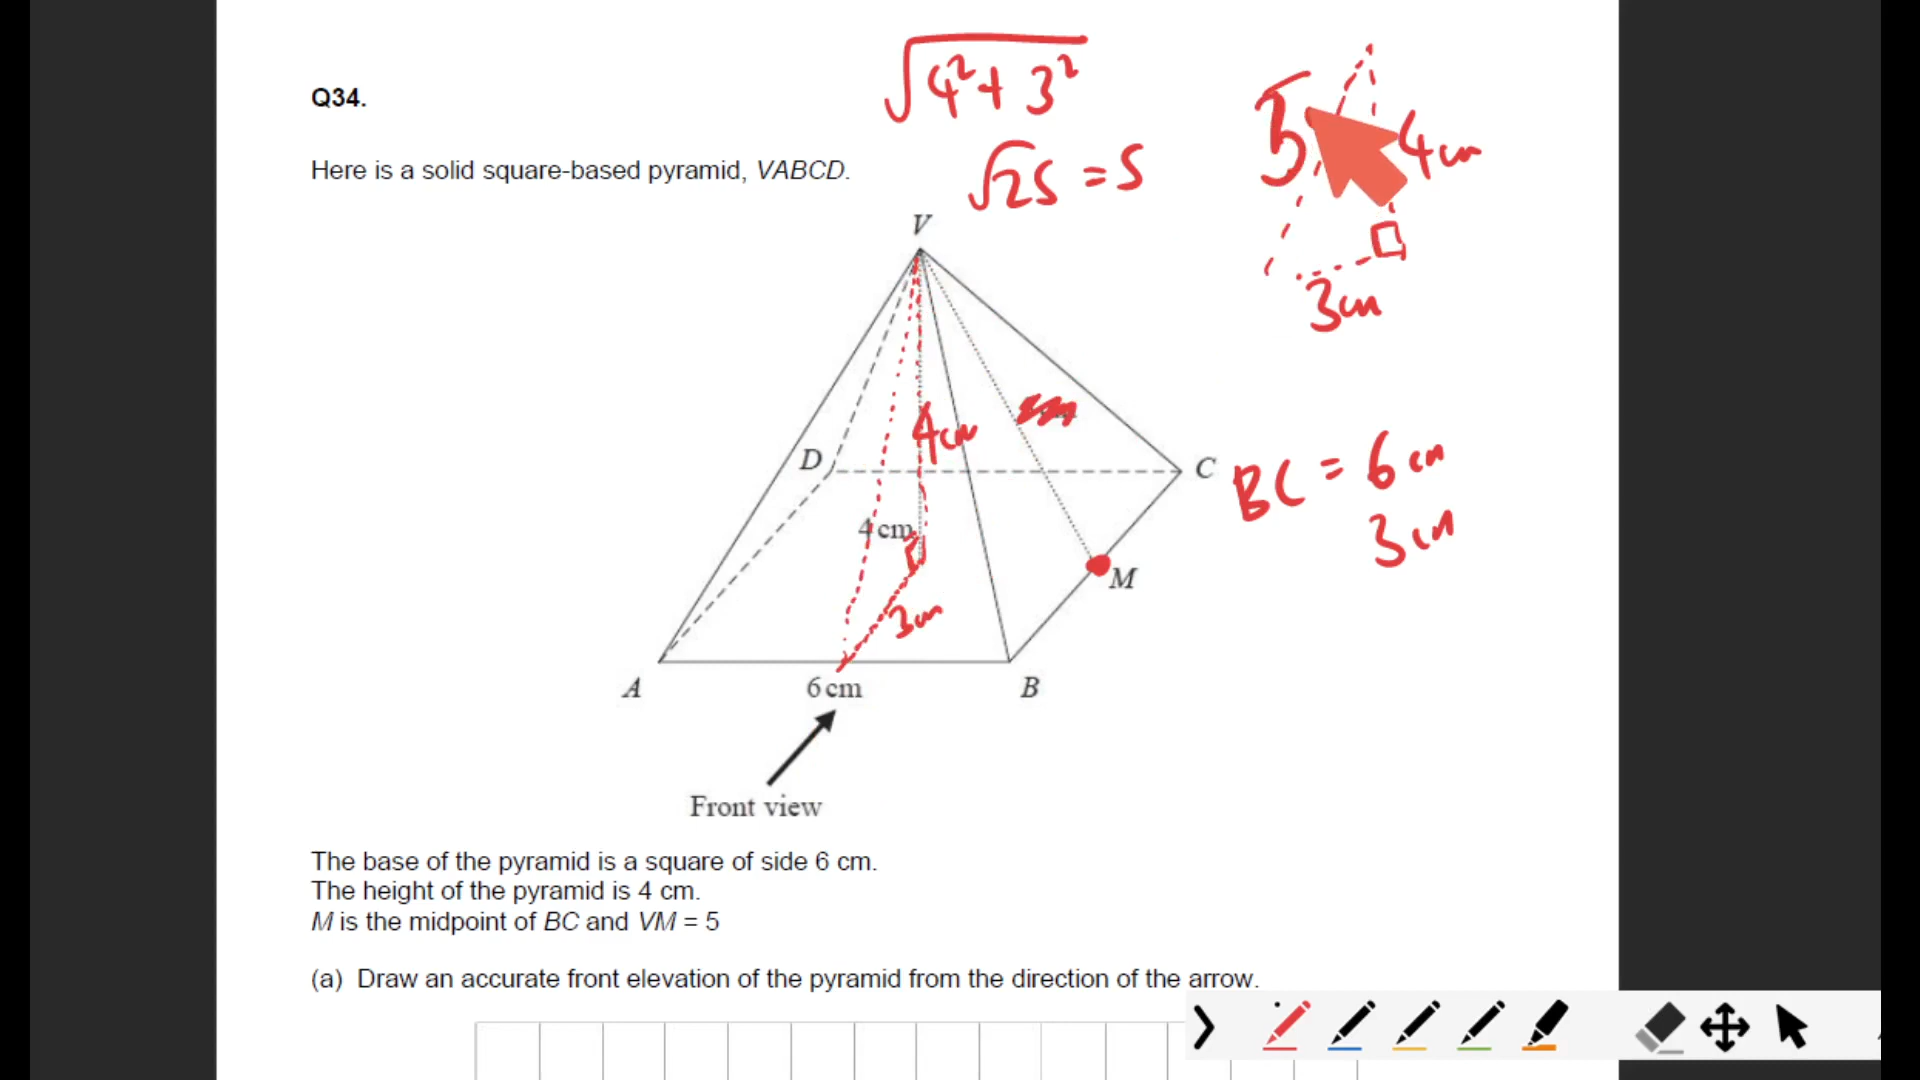 √4²+3²
Q34.
5
4cm
Here is a solid square-based pyramid, VABCD.
√25 = 5
V
3cm
4cm
D
C
BC = 6cm
4 cm
3cm
M
3cm
A
6 cm
B
Front view
The base of the pyramid is a square of side 6 cm.
The height of the pyramid is 4 cm.
M is the midpoint of BC and VM = 5
(a) Draw an accurate front elevation of the pyramid from the direction of the arrow.